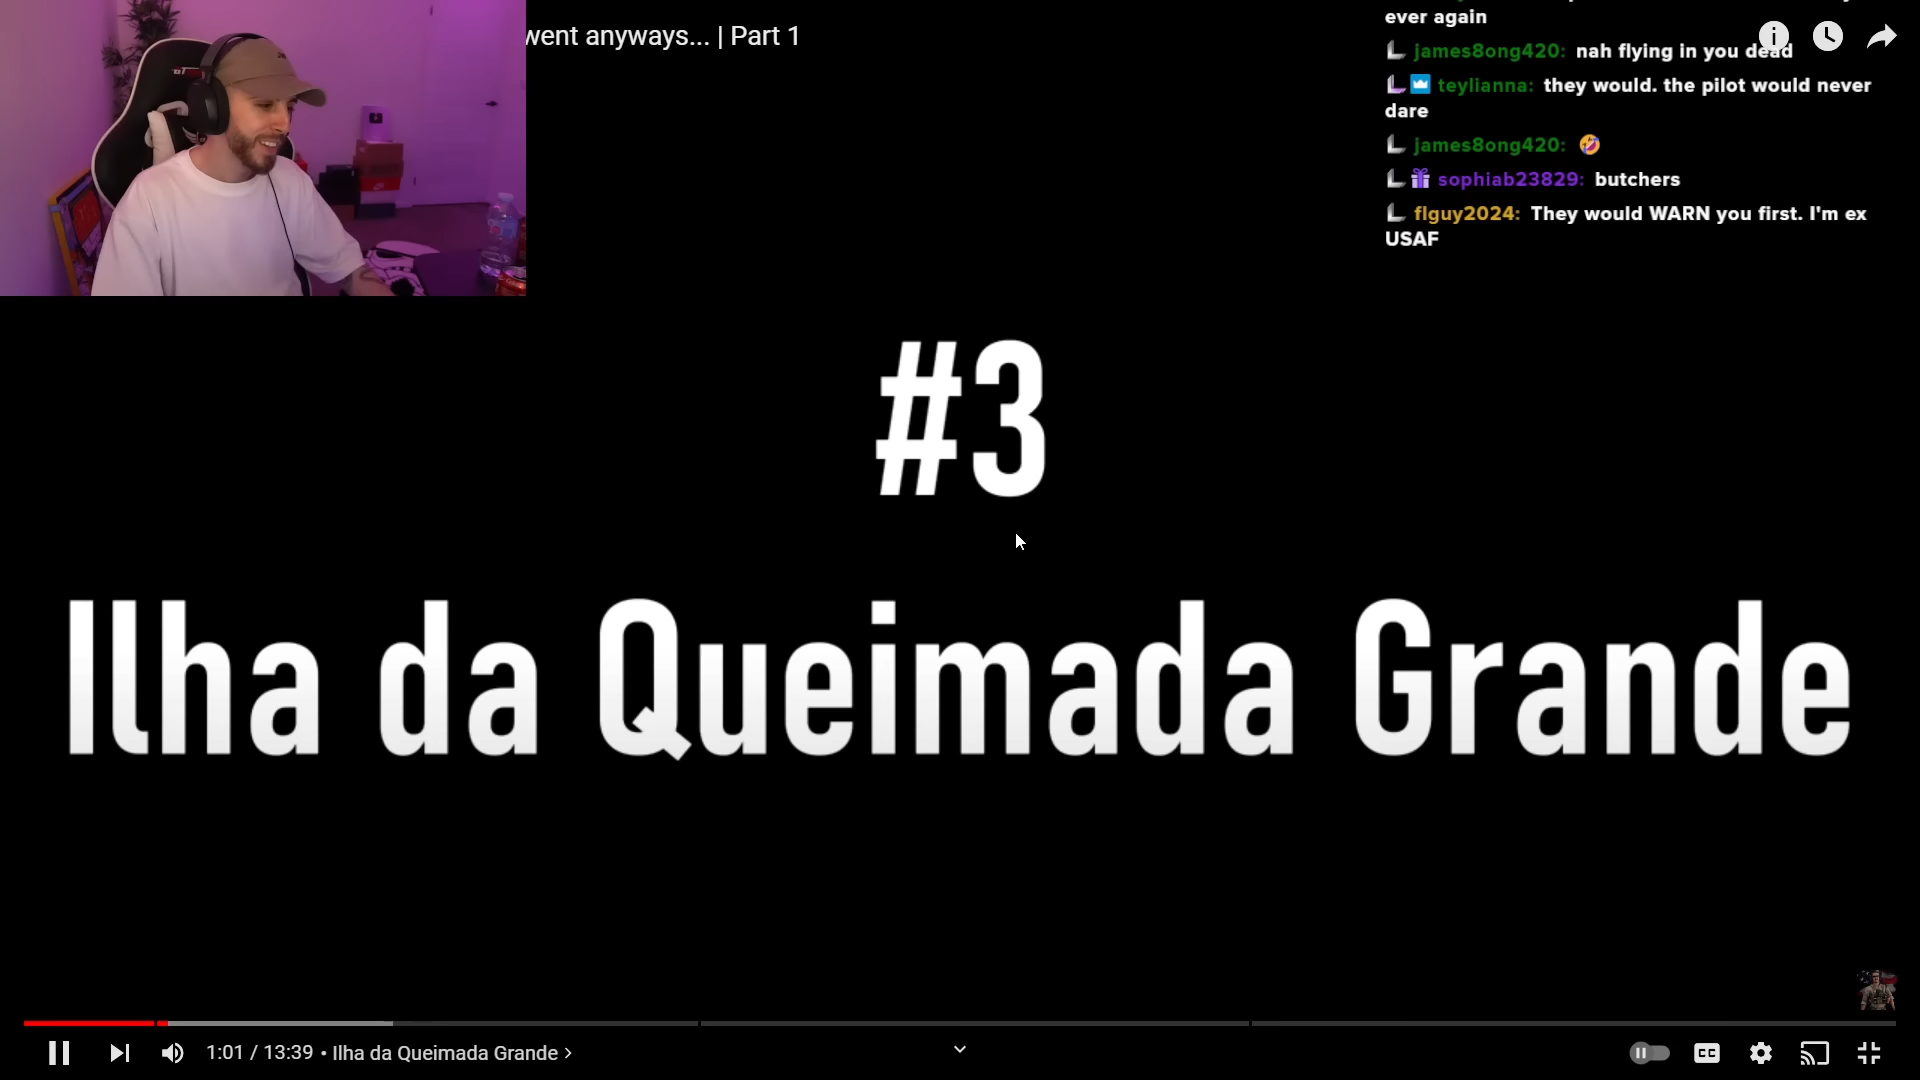 went anyways... | Part 1
ever again
james8ong420: nah flying in you dead
teylianna: they would. the pilot would never
dare
james8ong420: 🤣
sophiab23829: butchers
flguy2024: They would WARN you first. I'm ex
USAF
#3
Ilha da Queimada Grande
1:01 / 13:39 • Ilha da Queimada Grande >
CC